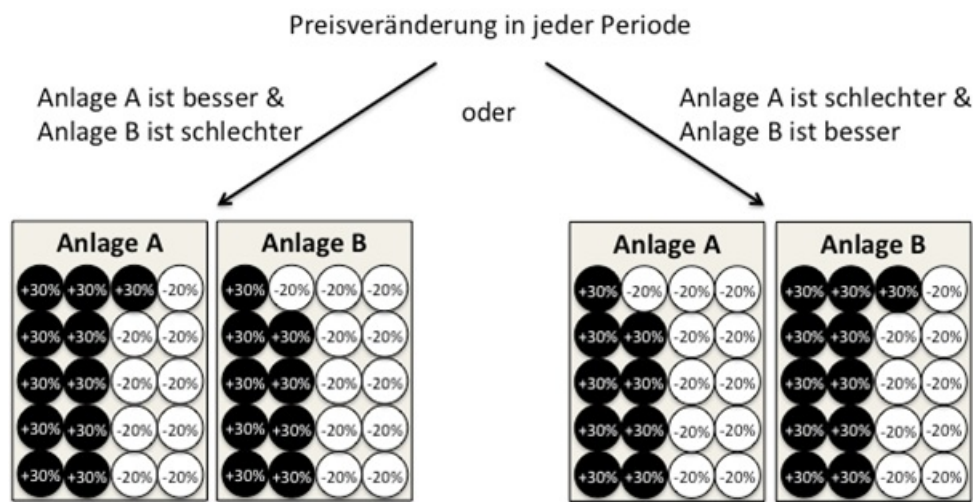 Preisveränderung in jeder Periode
Anlage A ist besser &
Anlage B ist schlechter
oder
Anlage A ist schlechter &
Anlage B ist besser
Anlage A
+30% +30% +30% -20%
+30% +30% -20% -20%
+30% +30% -20% -20%
+30% +30% -20% -20%
+30% +30% -20% -20%
Anlage B
+30% -20% -20% -20%
+30% +30% -20% -20%
+30% +30% -20% -20%
+30% +30% -20% -20%
+30% +30% -20% -20%
Anlage A
+30% -20% -20% -20%
+30% +30% -20% -20%
+30% +30% -20% -20%
+30% +30% -20% -20%
+30% +30% -20% -20%
Anlage B
+30% +30% +30% -20%
+30% +30% -20% -20%
+30% +30% -20% -20%
+30% +30% -20% -20%
+30% +30% -20% -20%